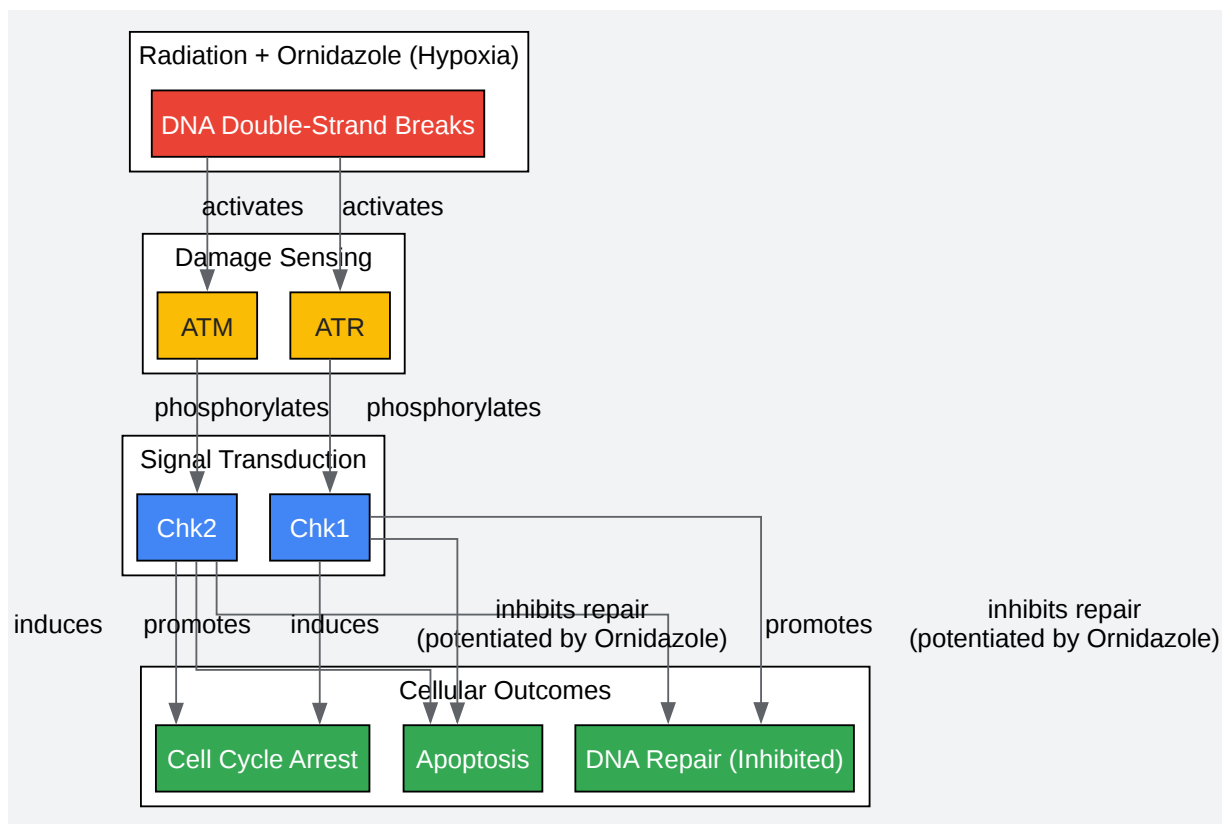 Radiation + Ornidazole (Hypoxia)
DNA Double-Strand Breaks
activates
activates
Damage Sensing
ATM
ATR
phosphorylates
phosphorylates
Signal Transduction
Chk2
Chk1
induces
promotes
induces
inhibits repair
(potentiated by Ornidazole)
promotes
inhibits repair
(potentiated by Ornidazole)
Cellular Outcomes
Cell Cycle Arrest
Apoptosis
DNA Repair (Inhibited)